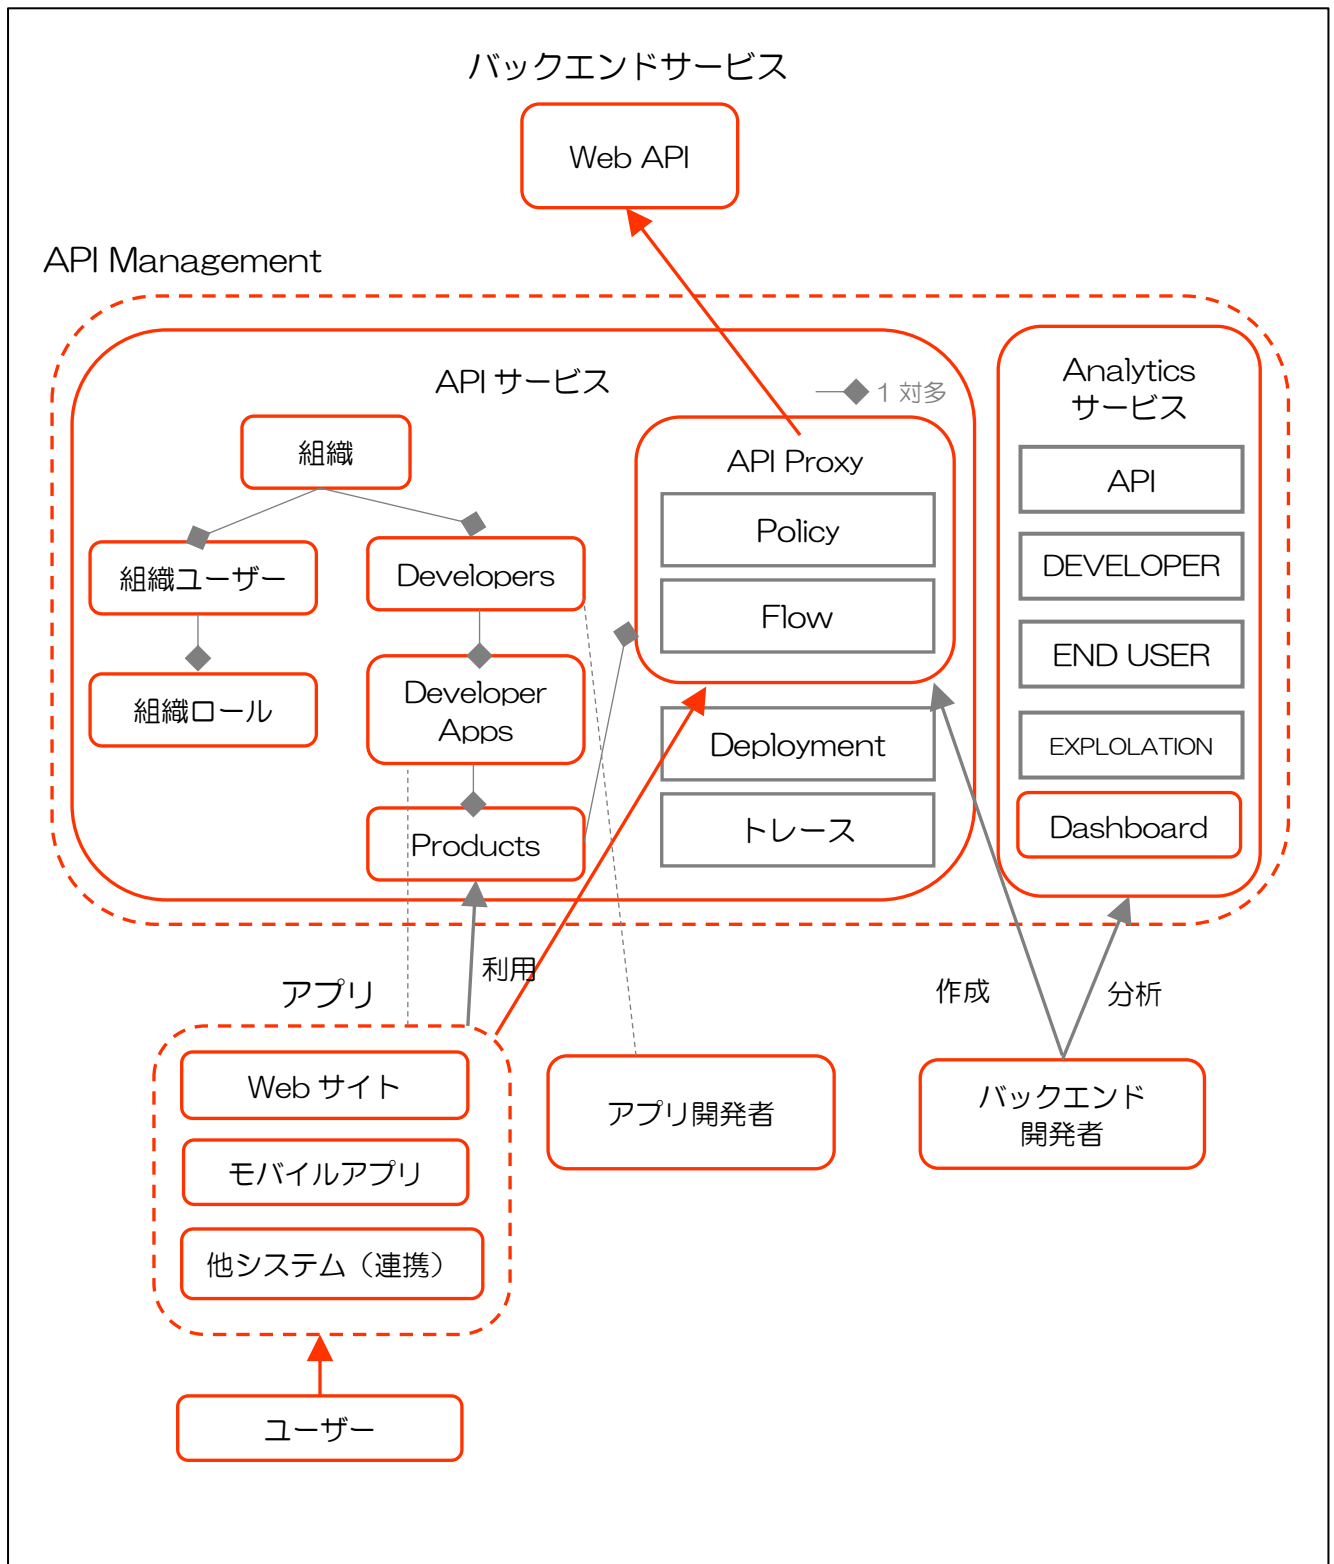 バックエンドサービス
Web API
API Management
API サービス
1 対多
組織
組織ユーザー
組織ロール
Developers
Developer
Apps
Products
API Proxy
Policy
Flow
Deployment
トレース
Analytics
サービス
API
DEVELOPER
END USER
EXPLOLATION
Dashboard
利用
作成
分析
アプリ
Web サイト
モバイルアプリ
他システム（連携）
アプリ開発者
バックエンド
開発者
ユーザー